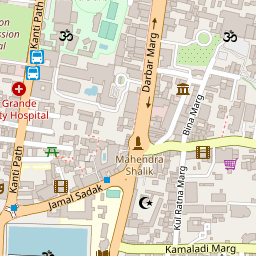 Kanti Path
Darbar Marg
Grande
ty Hospital
Bina Marg
Mahendra
Shalik
Kanti Path
Jamal Sadak
Kul Ratna Marg
Kamaladi Marg